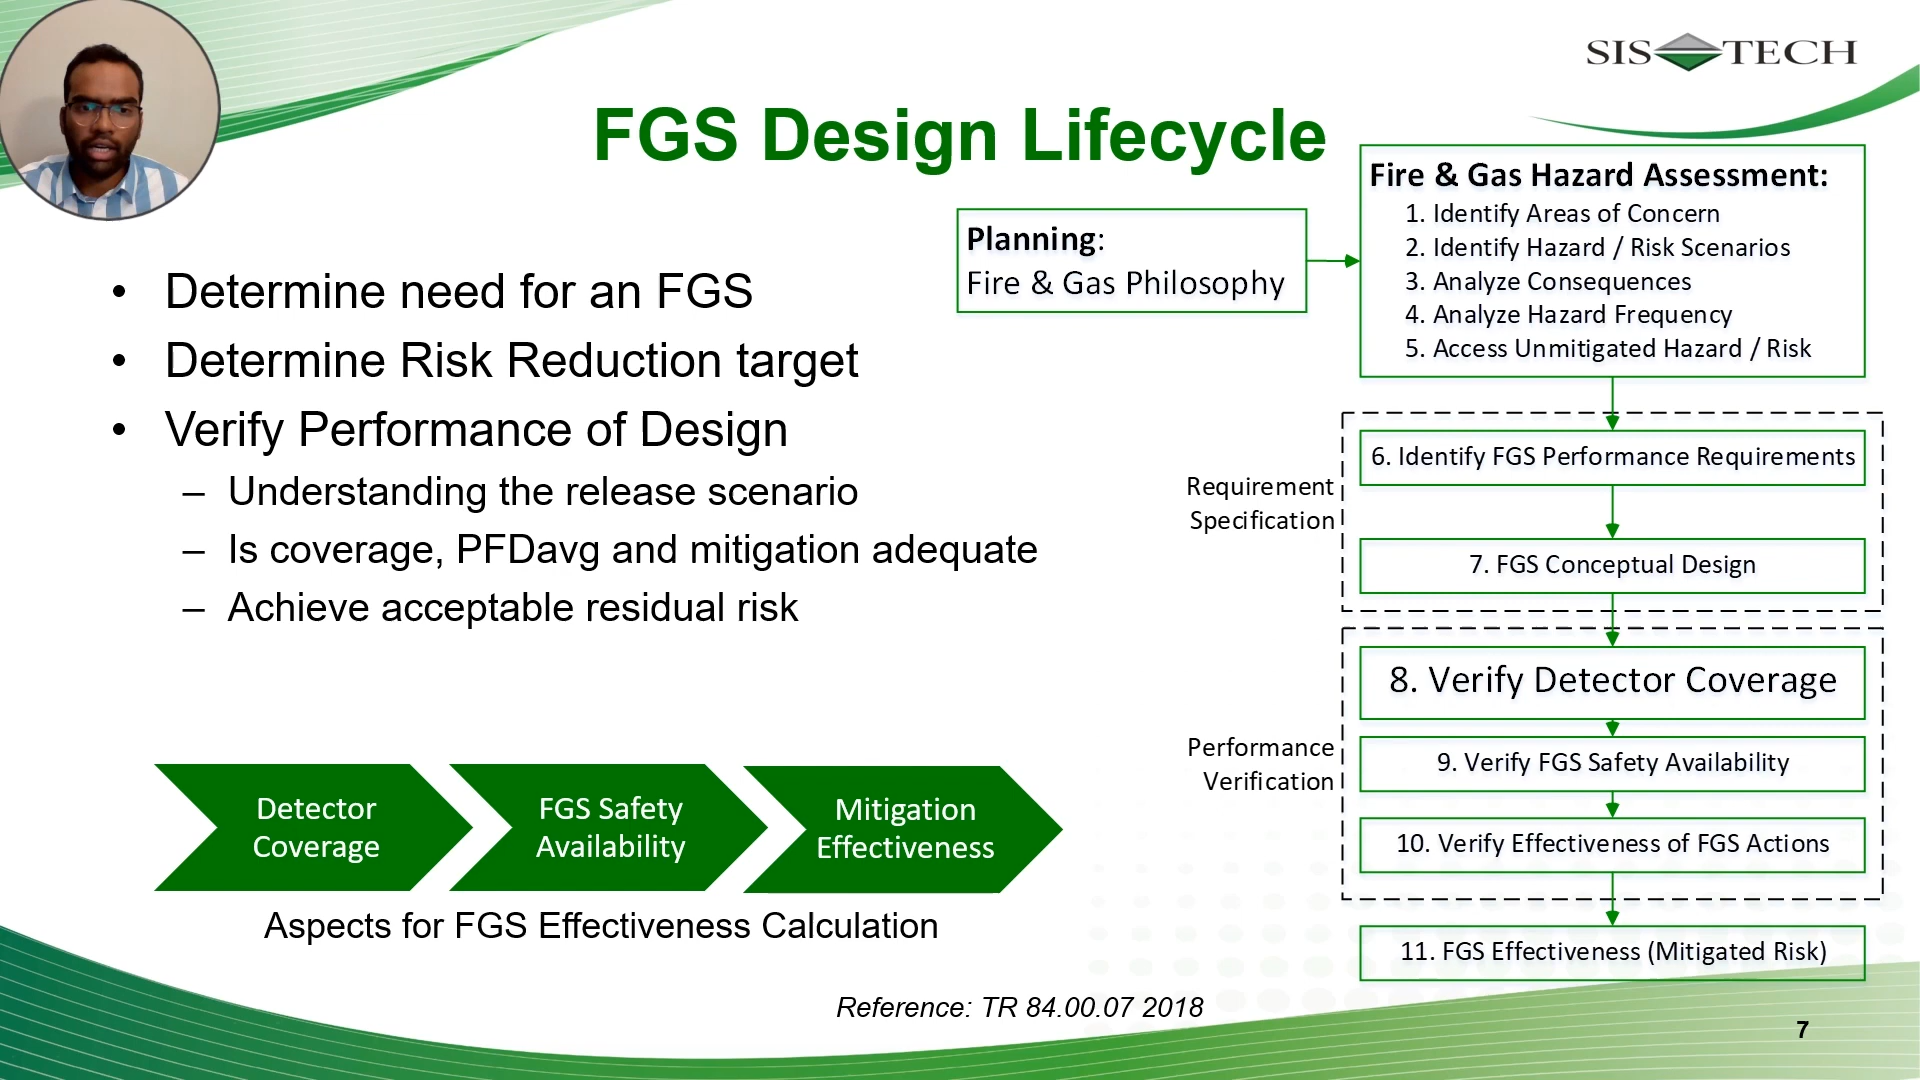 SIS TECH
FGS Design Lifecycle
• Determine need for an FGS
• Determine Risk Reduction target
• Verify Performance of Design
– Understanding the release scenario
– Is coverage, PFDavg and mitigation adequate
– Achieve acceptable residual risk
Detector
Coverage
FGS Safety
Availability
Mitigation
Effectiveness
Aspects for FGS Effectiveness Calculation
Planning:
Fire & Gas Philosophy
Fire & Gas Hazard Assessment:
1. Identify Areas of Concern
2. Identify Hazard / Risk Scenarios
3. Analyze Consequences
4. Analyze Hazard Frequency
5. Access Unmitigated Hazard / Risk
Requirement
Specification
6. Identify FGS Performance Requirements
7. FGS Conceptual Design
Performance
Verification
8. Verify Detector Coverage
9. Verify FGS Safety Availability
10. Verify Effectiveness of FGS Actions
11. FGS Effectiveness (Mitigated Risk)
Reference: TR 84.00.07 2018
7